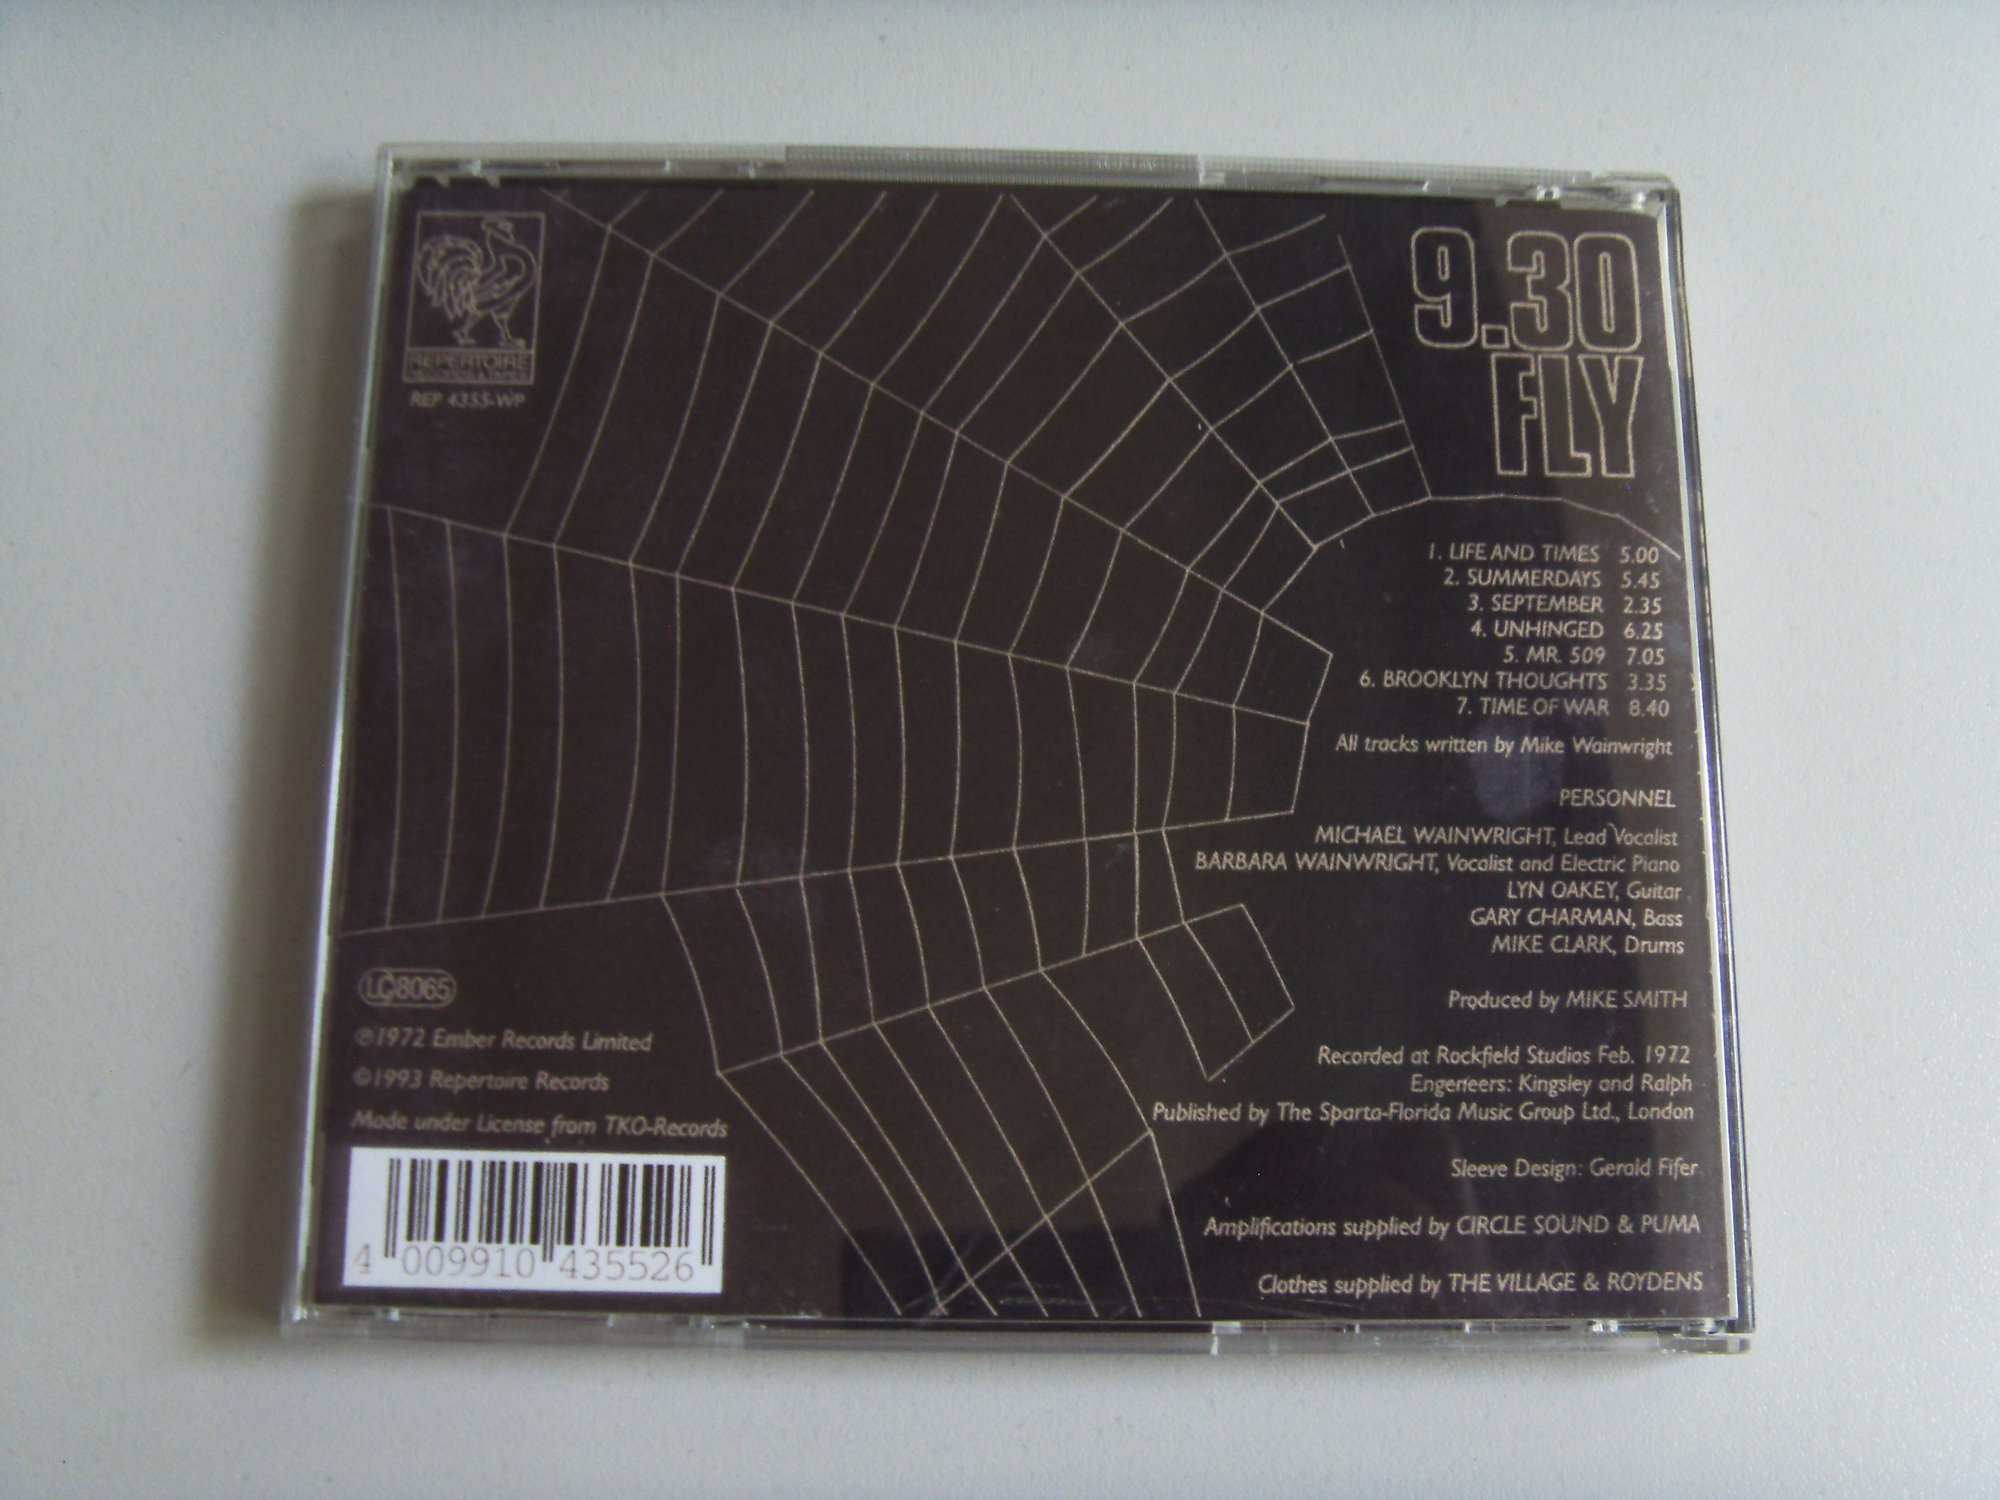 REPERTOIRE
RECORDS & TAPES
REP 4355-WP
9.30
FLY
1. LIFE AND TIMES 5.00
2. SUMMERDAYS 5.45
3. SEPTEMBER 2.35
4. UNHINGED 6.25
5. MR. 509 7.05
6. BROOKLYN THOUGHTS 3.35
7. TIME OF WAR 8.40
All tracks written by Mike Wainwright
PERSONNEL
MICHAEL WAINWRIGHT, Lead Vocalist
BARBARA WAINWRIGHT, Vocalist and Electric Piano
LYN OAKEY, Guitar
GARY CHARMAN, Bass
MIKE CLARK, Drums
Produced by MIKE SMITH
Recorded at Rockfield Studios Feb. 1972
Engerieers: Kingsley and Ralph
Published by The Sparta-Florida Music Group Ltd., London
Sleeve Design: Gerald Fifer
Amplifications supplied by CIRCLE SOUND & PUMA
Clothes supplied by THE VILLAGE & ROYDENS
LC 8065
℗1972 Ember Records Limited
©1993 Repertoire Records
Made under License from TKO-Records
4 009910 435526